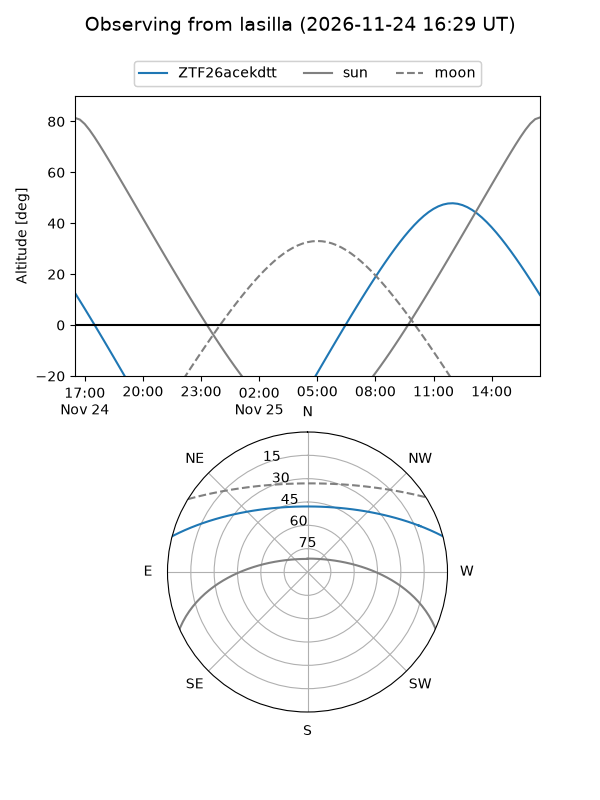 Observing from lasilla (2026-11-24 16:29 UT)
ZTF26acekdtt sun moon
Altitude [deg]
80
60
40
20
0
−20
17:00 20:00 23:00 02:00 05:00 08:00 11:00 14:00
Nov 24 Nov 25
N
NE NW
15
30
45
60
75
E W
SE SW
S